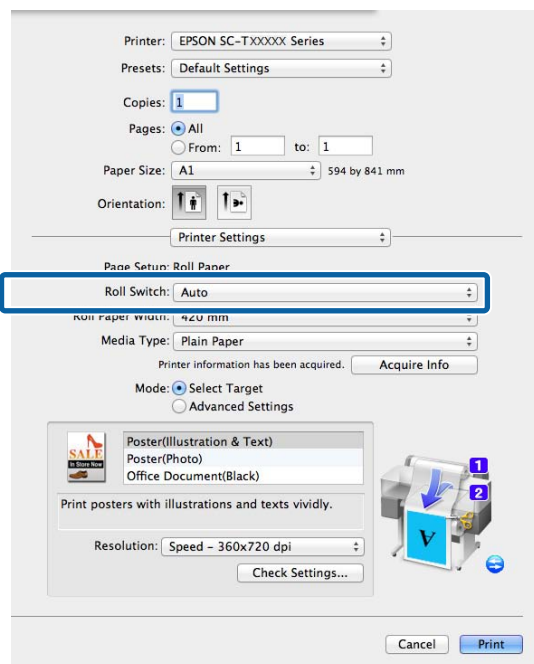 Printer: EPSON SC-TXXXXX Series
Presets: Default Settings
Copies: 1
Pages: All
From: 1 to: 1
Paper Size: A1 594 by 841 mm
Orientation:
Printer Settings
Page Setup: Roll Paper
Roll Switch: Auto
Roll Paper Width: 420 mm
Media Type: Plain Paper
Printer information has been acquired. Acquire Info
Mode: Select Target
Advanced Settings
SALE
In Store Now
Poster(Illustration & Text)
Poster(Photo)
Office Document(Black)
Print posters with illustrations and texts vividly.
Resolution: Speed – 360x720 dpi
Check Settings...
1
2
A
Cancel Print